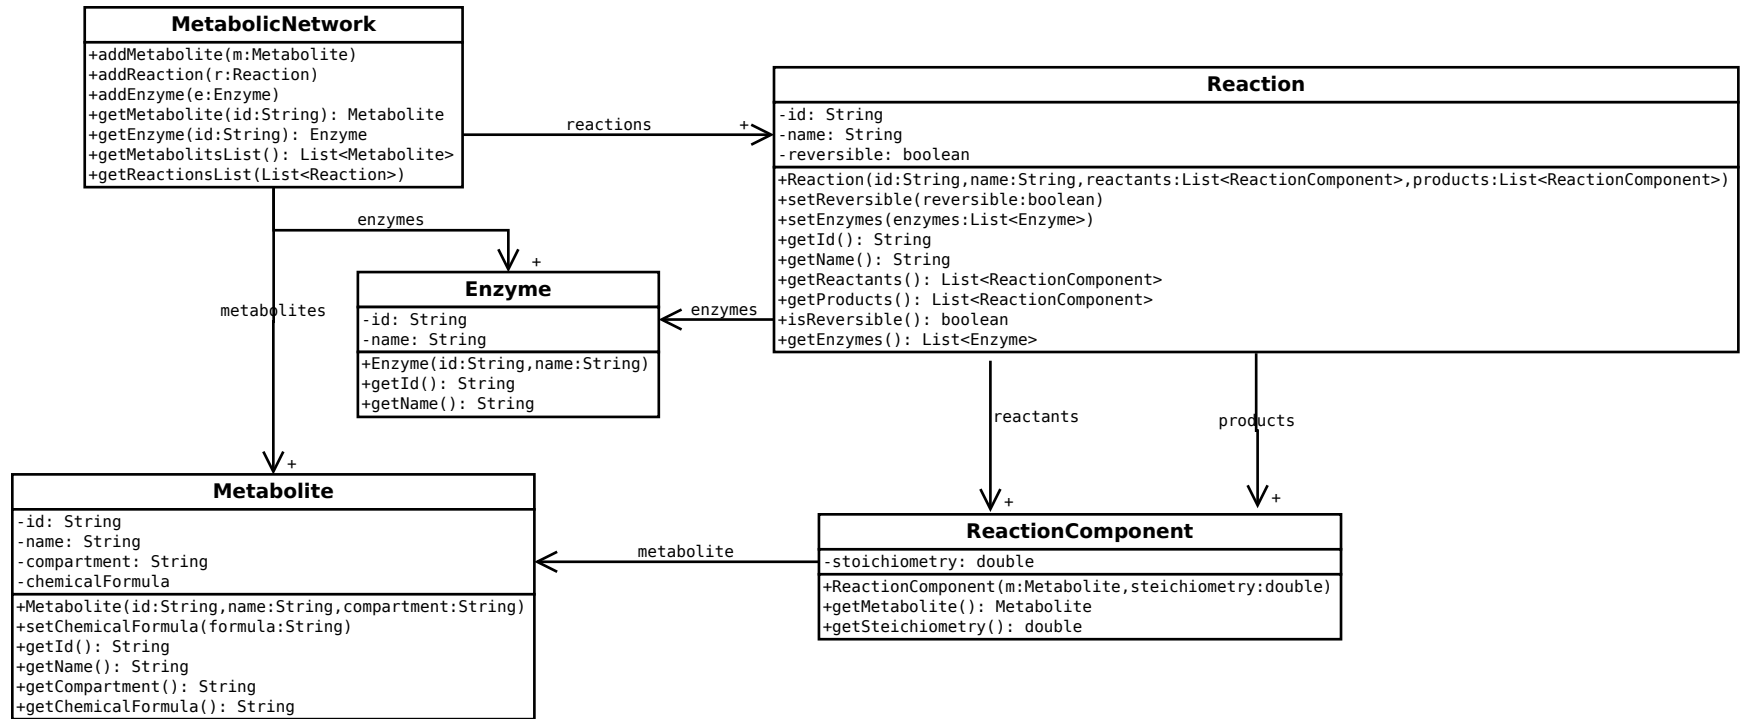 MetabolicNetwork
+addMetabolite(m:Metabolite)
+addReaction(r:Reaction)
+addEnzyme(e:Enzyme)
+getMetabolite(id:String): Metabolite
+getEnzyme(id:String): Enzyme
+getMetabolitsList(): List<Metabolite>
+getReactionsList(List<Reaction>)
reactions
+
Reaction
-id: String
-name: String
-reversible: boolean
+Reaction(id:String,name:String,reactants:List<ReactionComponent>,products:List<ReactionComponent>)
+setReversible(reversible:boolean)
+setEnzymes(enzymes:List<Enzyme>)
+getId(): String
+getName(): String
+getReactants(): List<ReactionComponent>
+getProducts(): List<ReactionComponent>
+isReversible(): boolean
+getEnzymes(): List<Enzyme>
enzymes
+
metabolites
+
Enzyme
-id: String
-name: String
+Enzyme(id:String,name:String)
+getId(): String
+getName(): String
enzymes
reactants
+
products
+
Metabolite
-id: String
-name: String
-compartment: String
-chemicalFormula
+Metabolite(id:String,name:String,compartment:String)
+setChemicalFormula(formula:String)
+getId(): String
+getName(): String
+getCompartment(): String
+getChemicalFormula(): String
metabolite
ReactionComponent
-stoichiometry: double
+ReactionComponent(m:Metabolite,steichiometry:double)
+getMetabolite(): Metabolite
+getSteichiometry(): double